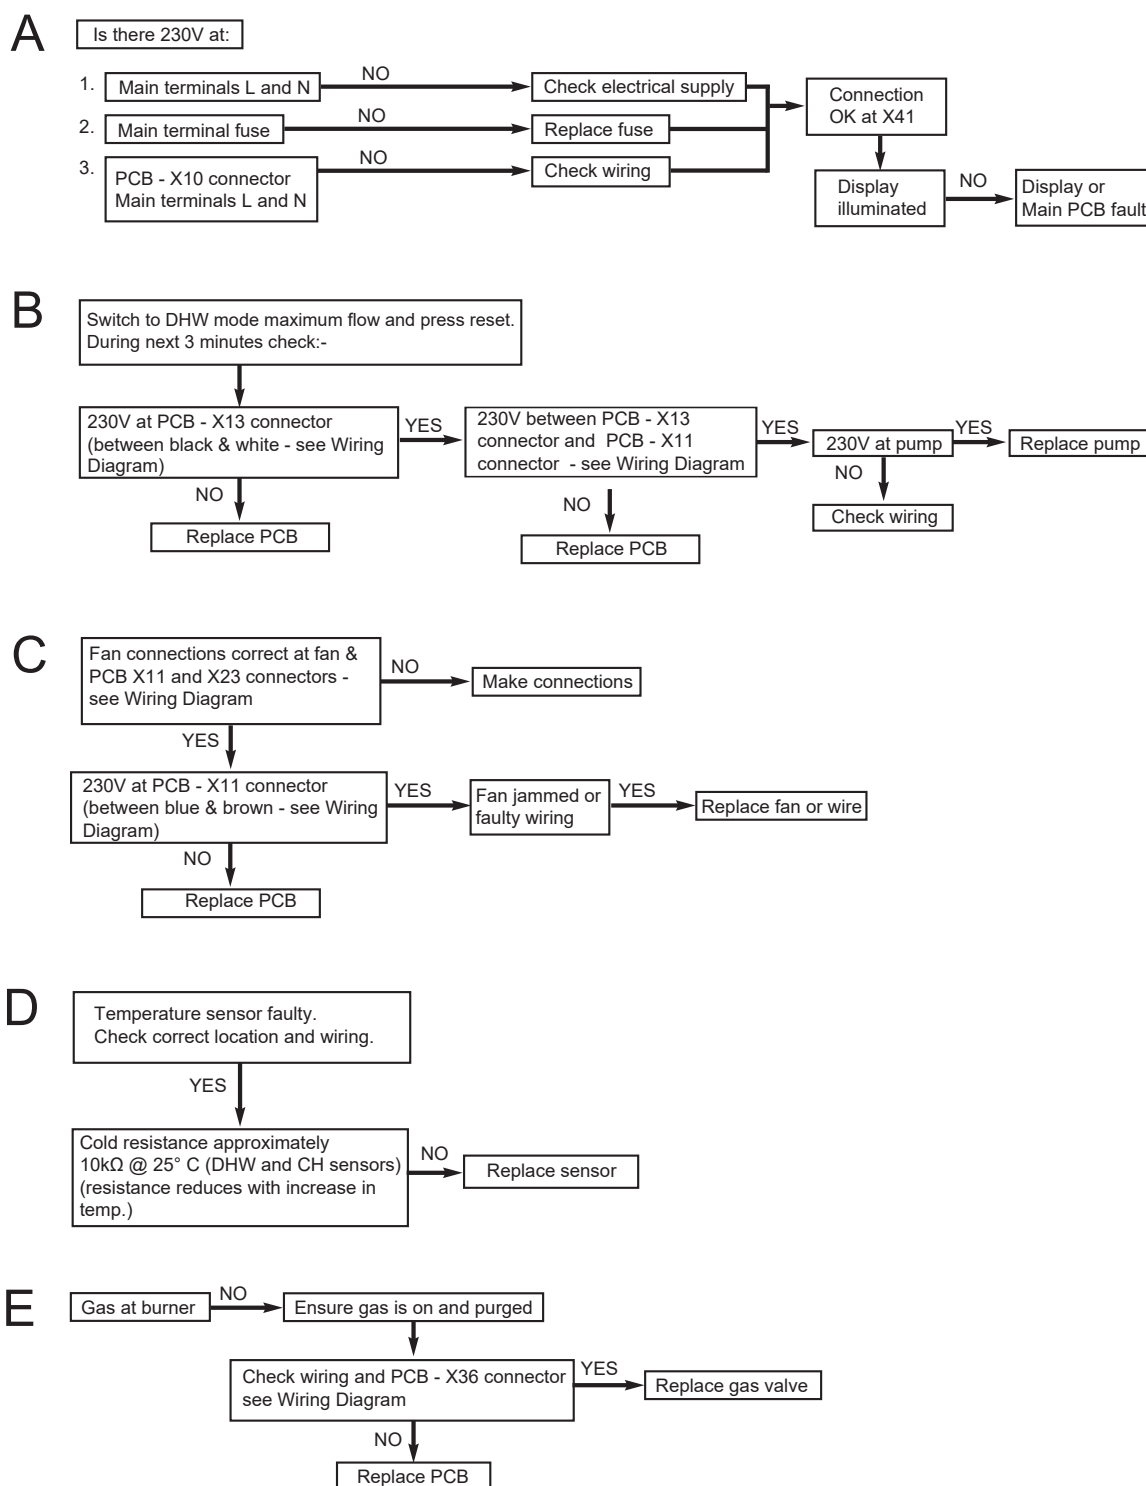 A
Is there 230V at:
1.
Main terminals L and N
NO
Check electrical supply
Connection
OK at X41
2.
Main terminal fuse
NO
Replace fuse
3.
PCB - X10 connector
Main terminals L and N
NO
Check wiring
Display
illuminated
NO
Display or
Main PCB fault
B
Switch to DHW mode maximum flow and press reset.
During next 3 minutes check:-
230V at PCB - X13 connector
(between black & white - see Wiring
Diagram)
YES
230V between PCB - X13
connector and PCB - X11
connector - see Wiring Diagram
YES
230V at pump
YES
Replace pump
NO
Replace PCB
NO
Replace PCB
NO
Check wiring
C
Fan connections correct at fan &
PCB X11 and X23 connectors -
see Wiring Diagram
NO
Make connections
YES
230V at PCB - X11 connector
(between blue & brown - see Wiring
Diagram)
YES
Fan jammed or
faulty wiring
YES
Replace fan or wire
NO
Replace PCB
D
Temperature sensor faulty.
Check correct location and wiring.
YES
Cold resistance approximately
10kΩ @ 25° C (DHW and CH sensors)
(resistance reduces with increase in
temp.)
NO
Replace sensor
E
Gas at burner
NO
Ensure gas is on and purged
Check wiring and PCB - X36 connector
see Wiring Diagram
YES
Replace gas valve
NO
Replace PCB